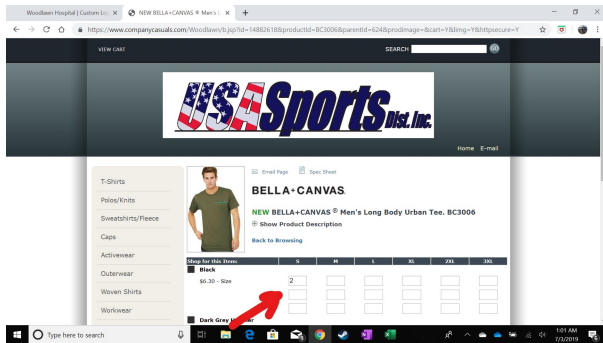 Woodlawn Hospital | Custom Log
NEW BELLA+CANVAS ® Men's L
https://www.companycasuals.com/Woodlawn/b.jsp?id=14882618&productId=BC3006&parentId=624&prodimage=&cart=Y&limg=Y&httpsecure=Y
VIEW CART
SEARCH
GO
USA Sports Dist. Inc.
Home E-mail
Email Page Spec Sheet
BELLA+CANVAS.
NEW BELLA+CANVAS ® Men's Long Body Urban Tee. BC3006
Show Product Description
Back to Browsing
T-Shirts
Polos/Knits
Sweatshirts/Fleece
Caps
Activewear
Outerwear
Woven Shirts
Workwear
Shop for this item: S M L XL 2XL 3XL
Black
$6.30 - Size 2
Dark Grey
Type here to search
1:01 AM
7/3/2019